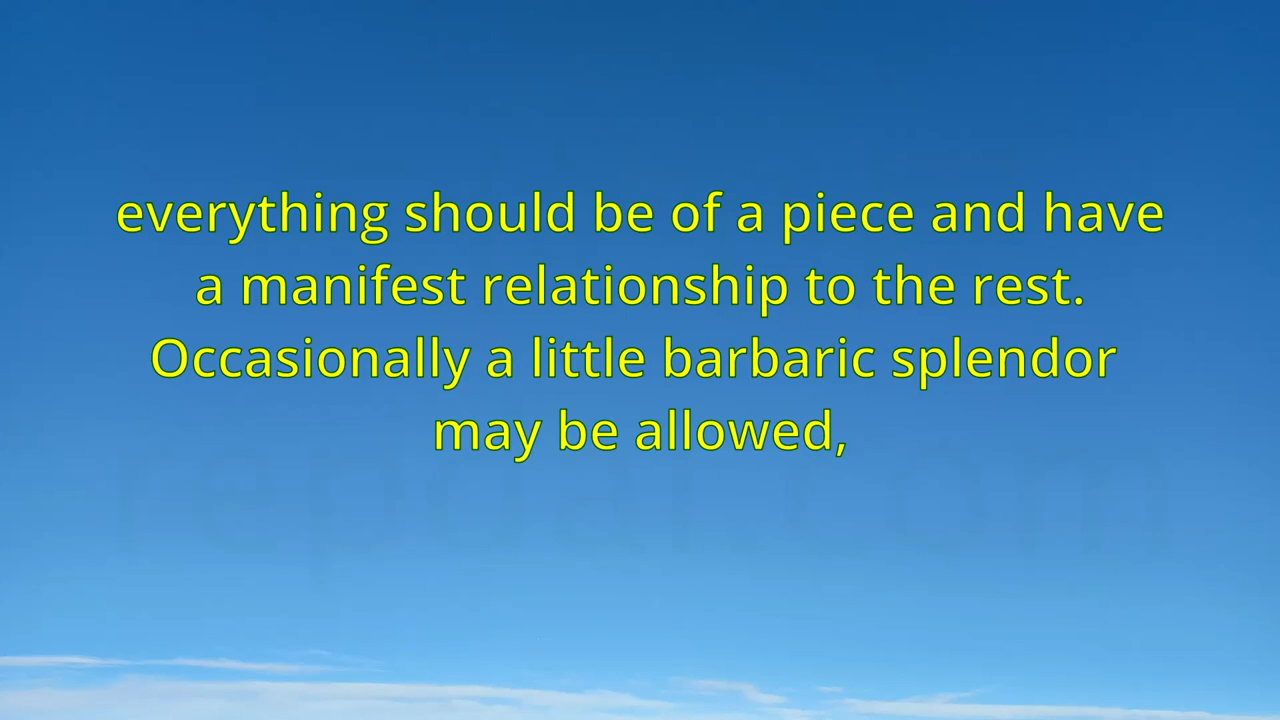 everything should be of a piece and have
a manifest relationship to the rest.
Occasionally a little barbaric splendor
may be allowed,